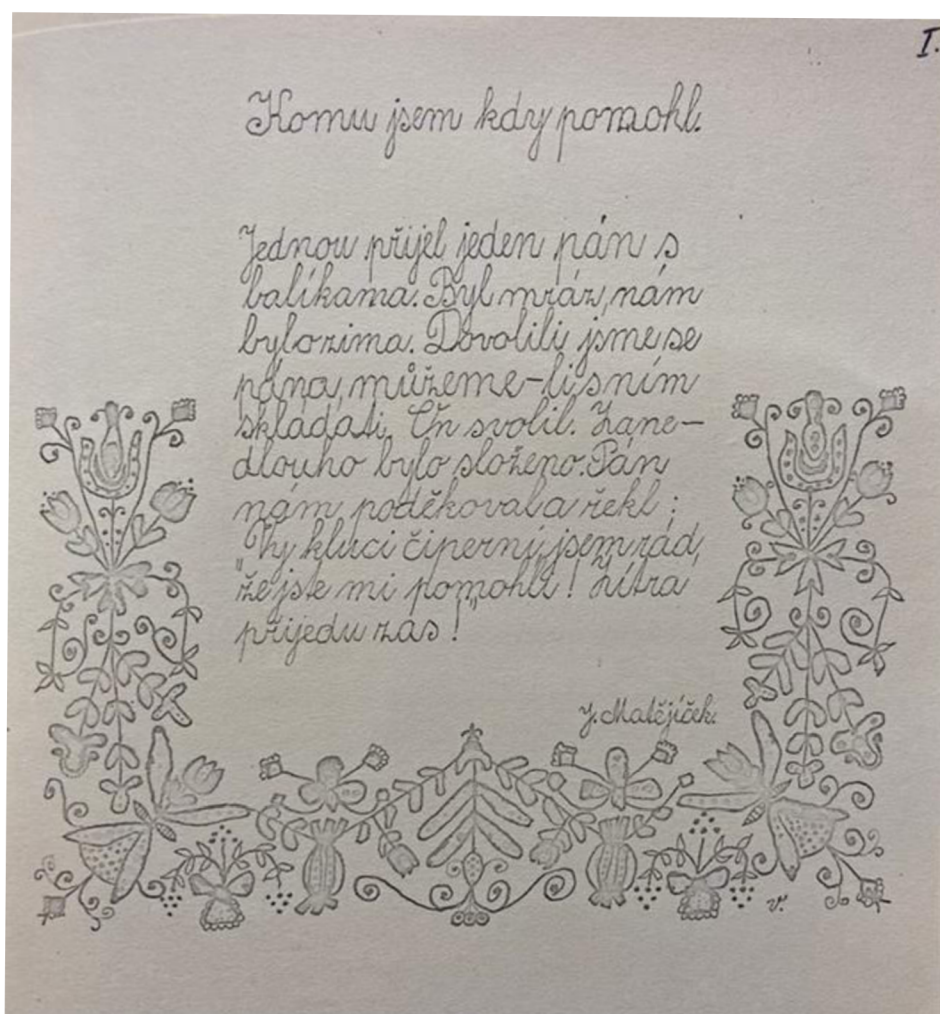 I.
Komu jsem kdy pomohl.
Jednou přijel jeden pán s
balíkama. Byl mráz, nám
bylo zima. Dovolili jsme se
pána, můžeme-li s ním
skládati. On svolil. Zane-
dlouho bylo složeno. Pán
nám poděkoval a řekl:
"Vy kluci čiperný, jsem rád,
že jste mi pomohli! Zítra
přijedu zas!"
J. Matějíček.
V.